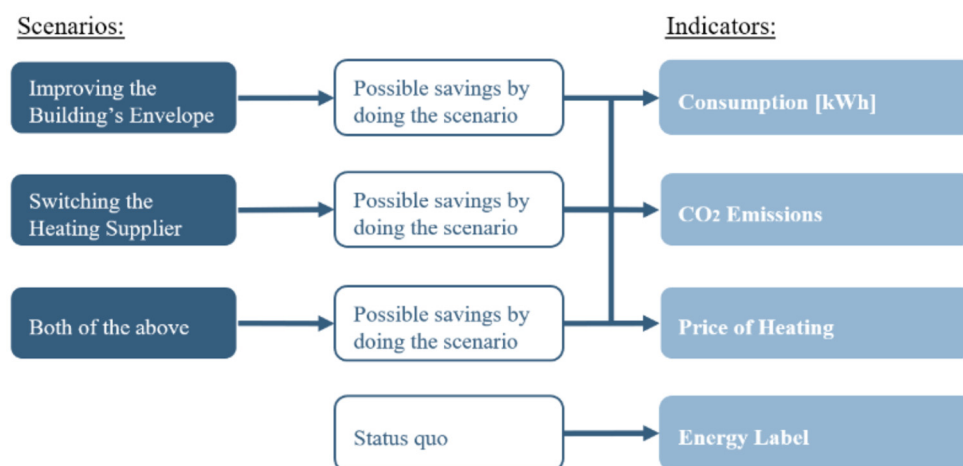 Scenarios:
Indicators:
Improving the
Building’s Envelope
Possible savings by
doing the scenario
Consumption [kWh]
Switching the
Heating Supplier
Possible savings by
doing the scenario
CO₂ Emissions
Both of the above
Possible savings by
doing the scenario
Price of Heating
Status quo
Energy Label